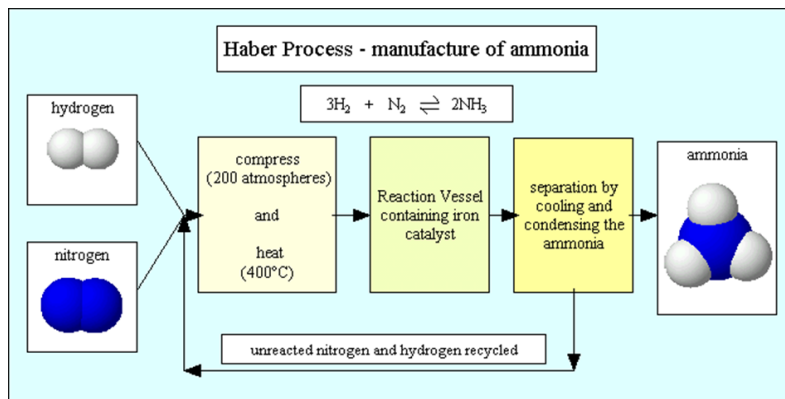 Haber Process - manufacture of ammonia
3H₂ + N₂ ⇌ 2NH₃
hydrogen
nitrogen
compress
(200 atmospheres)
and
heat
(400°C)
Reaction Vessel
containing iron
catalyst
separation by
cooling and
condensing the
ammonia
ammonia
unreacted nitrogen and hydrogen recycled